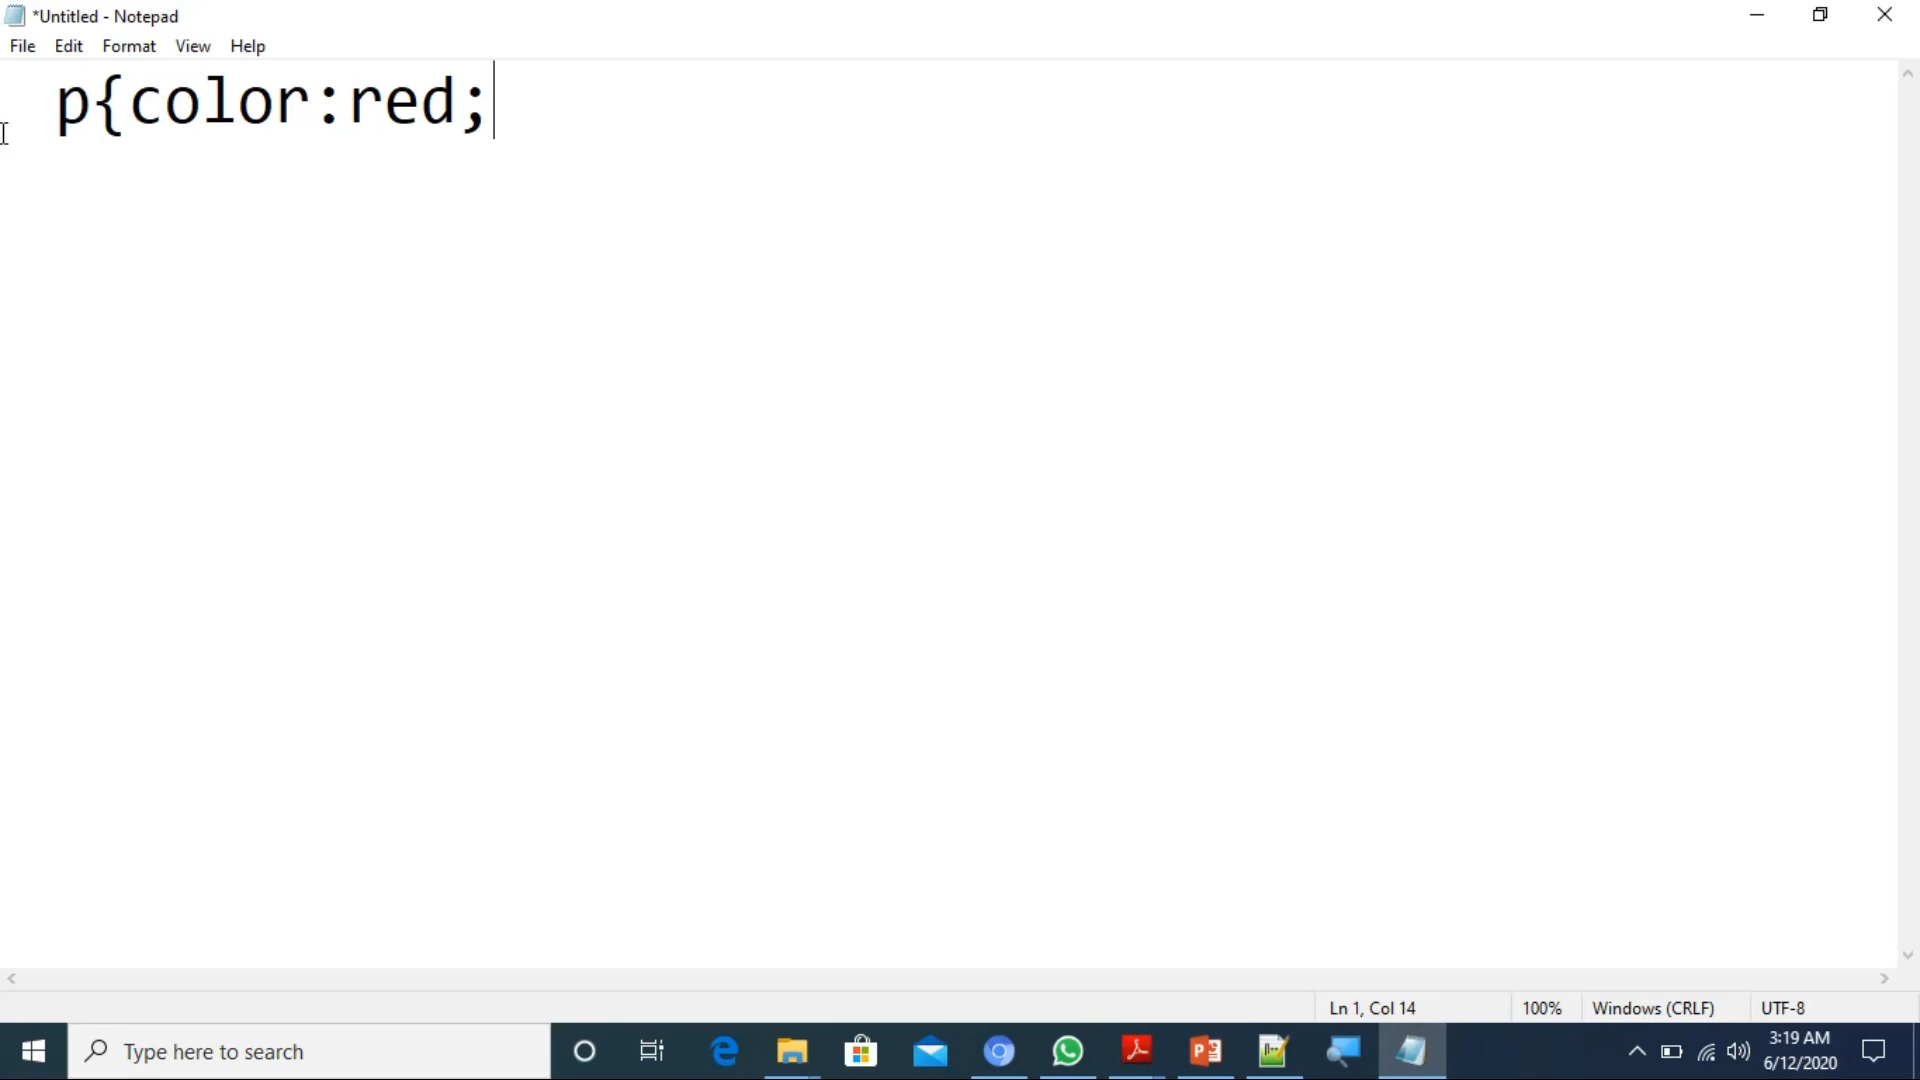 *Untitled - Notepad
File Edit Format View Help
p{color:red;
Ln 1, Col 14 100% Windows (CRLF) UTF-8
Type here to search
3:19 AM
6/12/2020